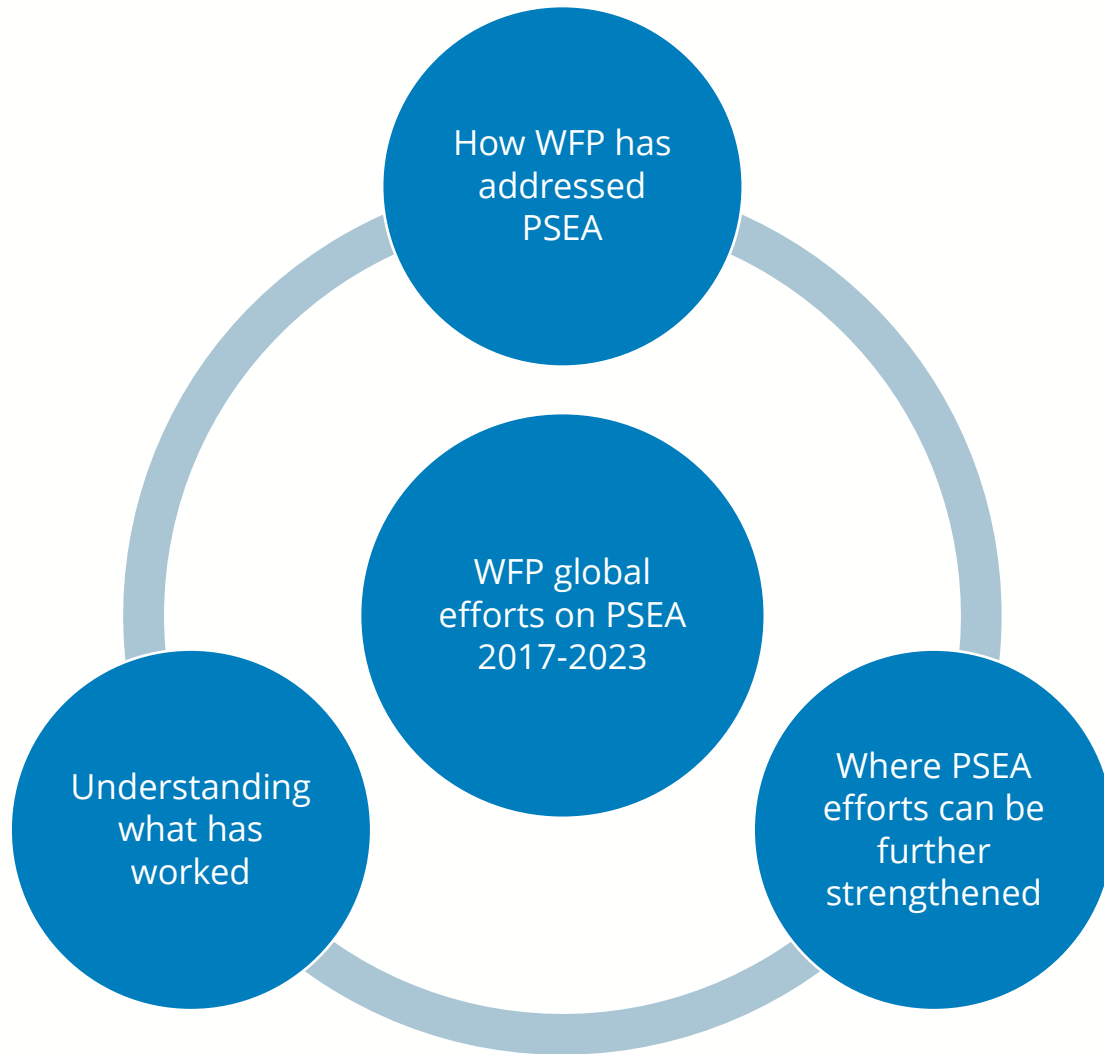 How WFP has
addressed
PSEA
WFP global
efforts on PSEA
2017-2023
Understanding
what has
worked
Where PSEA
efforts can be
further
strengthened